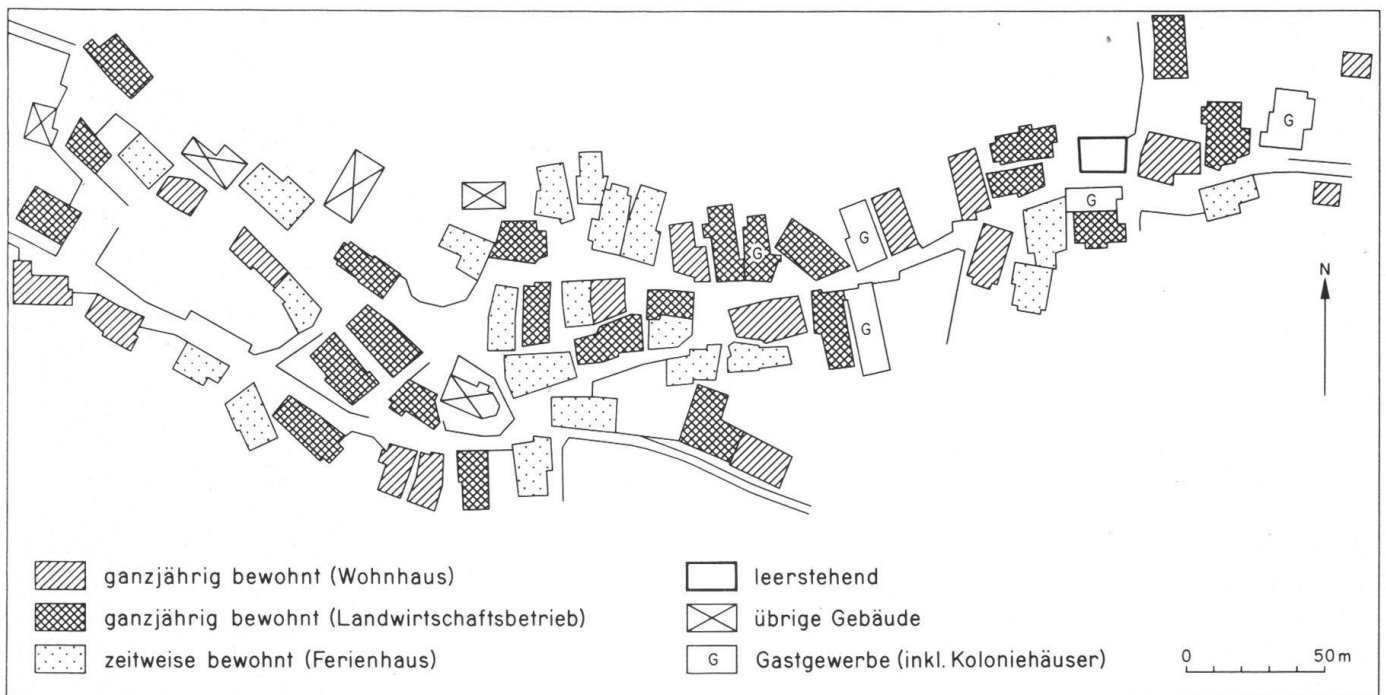 G
G
G
G
G
N
ganzjährig bewohnt (Wohnhaus)
leerstehend
ganzjährig bewohnt (Landwirtschaftsbetrieb)
übrige Gebäude
zeitweise bewohnt (Ferienhaus)
G Gastgewerbe (inkl. Koloniehäuser)
0 50 m